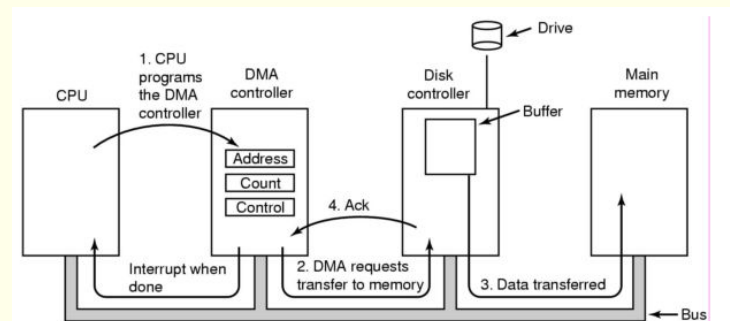 Drive
1. CPU
programs
the DMA
controller
CPU
DMA
controller
Disk
controller
Main
memory
Buffer
Address
Count
Control
4. Ack
Interrupt when
done
2. DMA requests
transfer to memory
3. Data transferred
Bus